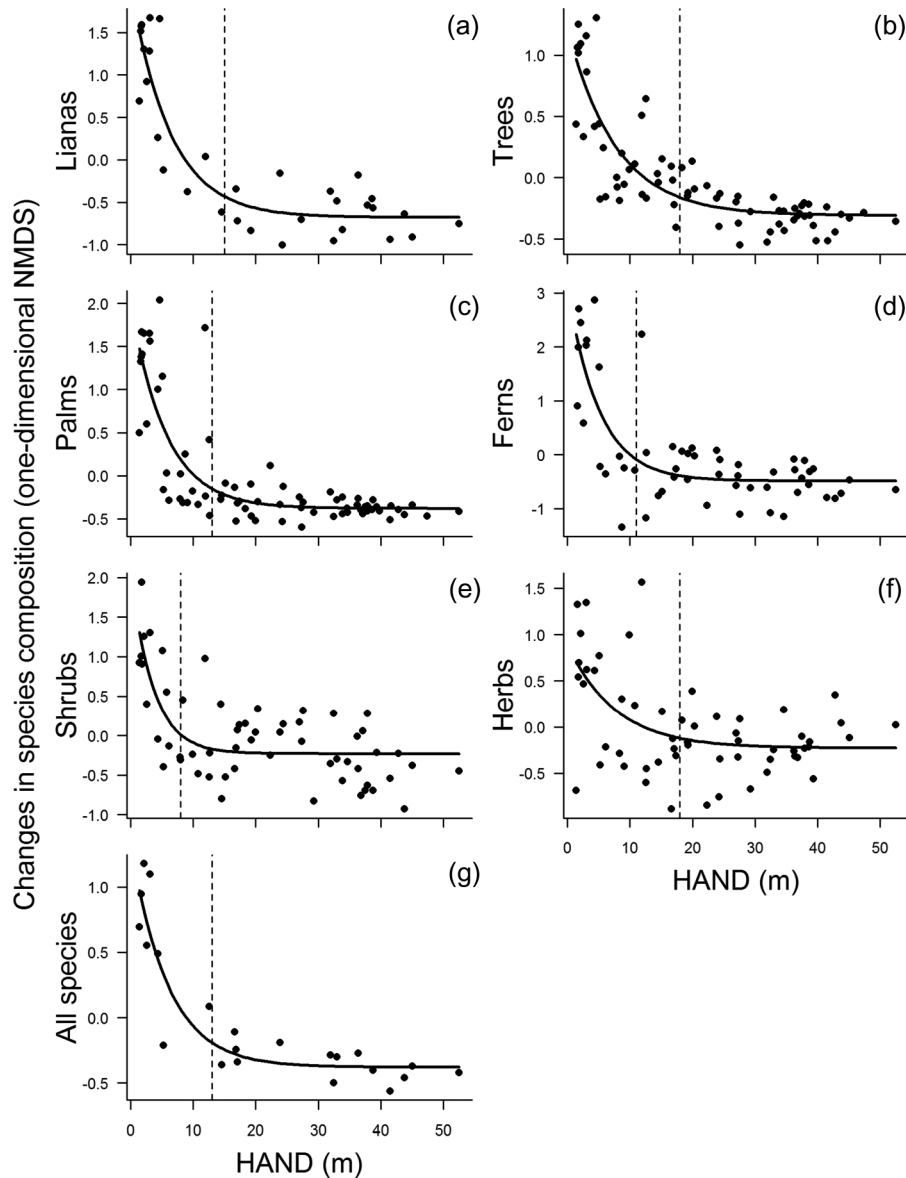 Changes in species composition (one-dimensional NMDS)
(a)
Lianas
1.5
1.0
0.5
0.0
-0.5
-1.0
(b)
Trees
1.0
0.5
0.0
-0.5
(c)
Palms
2.0
1.5
1.0
0.5
0.0
-0.5
(d)
Ferns
3
2
1
0
-1
(e)
Shrubs
2.0
1.5
1.0
0.5
0.0
-0.5
-1.0
(f)
Herbs
1.5
1.0
0.5
0.0
-0.5
-1.0
0 10 20 30 40 50
HAND (m)
(g)
All species
1.0
0.5
0.0
-0.5
0 10 20 30 40 50
HAND (m)